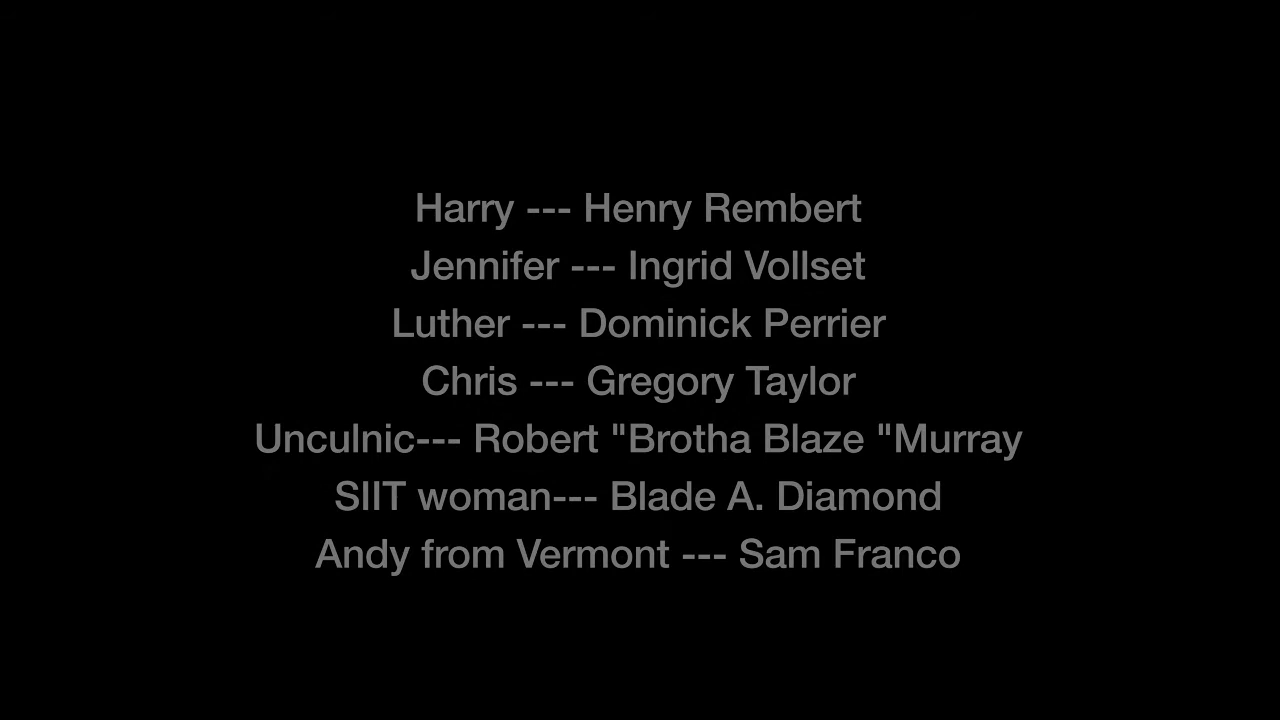 Harry --- Henry Rembert
Jennifer --- Ingrid Vollset
Luther --- Dominick Perrier
Chris --- Gregory Taylor
Unculnic--- Robert "Brotha Blaze "Murray
SIIT woman--- Blade A. Diamond
Andy from Vermont --- Sam Franco